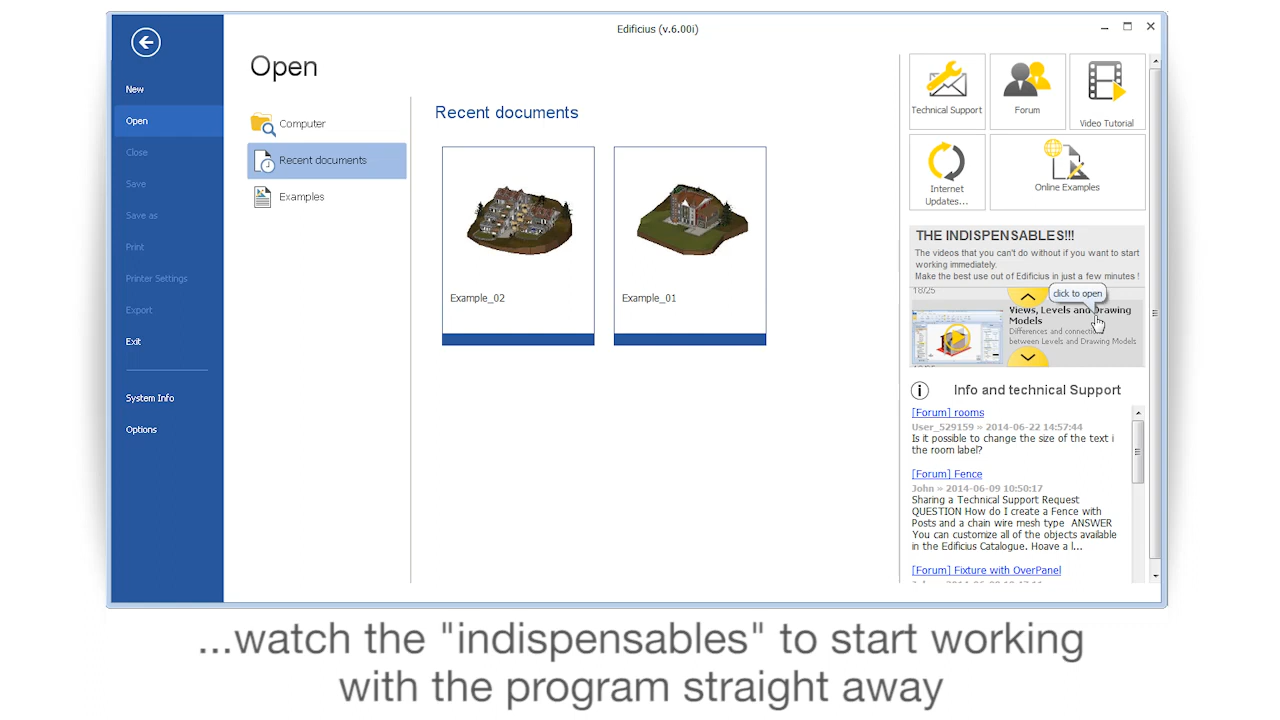 Edificius (v.6.00i)
New
Open
Close
Save
Save as
Print
Printer Settings
Export
Exit
System Info
Options
Open
Computer
Recent documents
Examples
Recent documents
Example_02
Example_01
Technical Support
Forum
Video Tutorial
Internet
Updates...
Online Examples
THE INDISPENSABLES!!!
The videos that you can't do without if you want to start
working immediately.
Make the best use out of Edificius in just a few minutes !
18/25
click to open
Views, Levels and Drawing
Models
Differences and connections
between Levels and Drawing Models
Info and technical Support
[Forum] rooms
User_529159 » 2014-06-22 14:57:44
Is it possible to change the size of the text i
the room label?
[Forum] Fence
John » 2014-06-09 10:50:17
Sharing a Technical Support Request
QUESTION How do I create a Fence with
Posts and a chain wire mesh type ANSWER
You can customize all of the objects available
in the Edificius Catalogue. Hoave a l...
[Forum] Fixture with OverPanel
...watch the "indispensables" to start working
with the program straight away